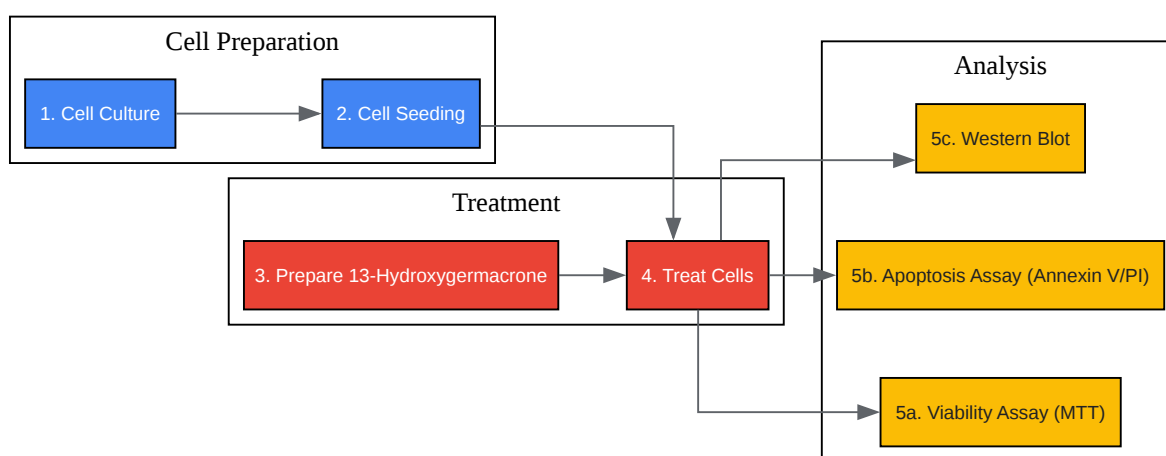 Cell Preparation
1. Cell Culture
2. Cell Seeding
Treatment
3. Prepare 13-Hydroxygermacrone
4. Treat Cells
Analysis
5c. Western Blot
5b. Apoptosis Assay (Annexin V/PI)
5a. Viability Assay (MTT)